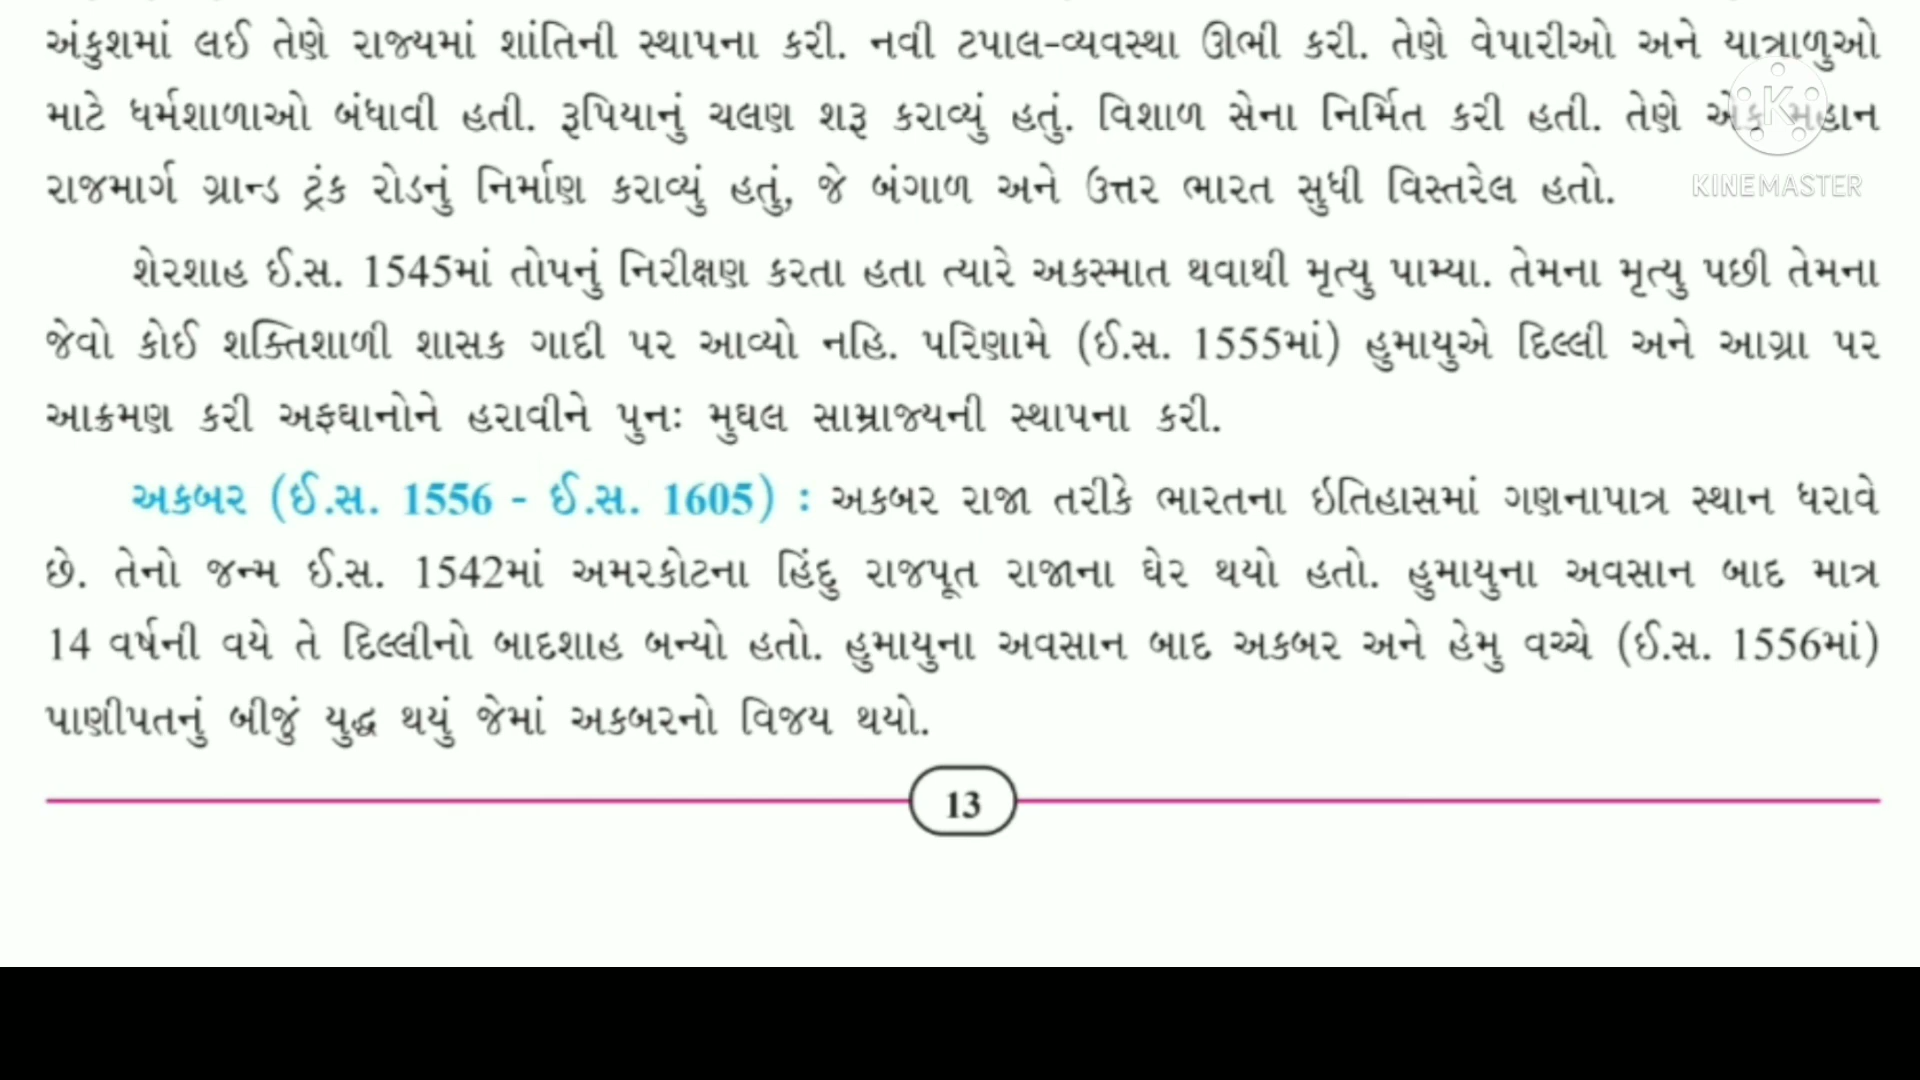 અંકુશમાં લઈ તેણે રાજ્યમાં શાંતિની સ્થાપના કરી. નવી ટપાલ-વ્યવસ્થા ઊભી કરી. તેણે વેપારીઓ અને યાત્રાળુઓ
માટે ધર્મશાળાઓ બંધાવી હતી. રૂપિયાનું ચલણ શરૂ કરાવ્યું હતું. વિશાળ સેના નિર્મિત કરી હતી. તેણે એક મહાન
રાજમાર્ગ ગ્રાન્ડ ટ્રંક રોડનું નિર્માણ કરાવ્યું હતું, જે બંગાળ અને ઉત્તર ભારત સુધી વિસ્તરેલ હતો.
KINEMASTER
શેરશાહ ઈ.સ. 1545માં તોપનું નિરીક્ષણ કરતા હતા ત્યારે અકસ્માત થવાથી મૃત્યુ પામ્યા. તેમના મૃત્યુ પછી તેમના
જેવો કોઈ શક્તિશાળી શાસક ગાદી પર આવ્યો નહિ. પરિણામે (ઈ.સ. 1555માં) હુમાયુએ દિલ્લી અને આગ્રા પર
આક્રમણ કરી અફઘાનોને હરાવીને પુનઃ મુઘલ સામ્રાજ્યની સ્થાપના કરી.
અકબર (ઈ.સ. 1556 - ઈ.સ. 1605) : અકબર રાજા તરીકે ભારતના ઇતિહાસમાં ગણનાપાત્ર સ્થાન ધરાવે
છે. તેનો જન્મ ઈ.સ. 1542માં અમરકોટના હિંદુ રાજપૂત રાજાના ઘેર થયો હતો. હુમાયુના અવસાન બાદ માત્ર
14 વર્ષની વયે તે દિલ્લીનો બાદશાહ બન્યો હતો. હુમાયુના અવસાન બાદ અકબર અને હેમુ વચ્ચે (ઈ.સ. 1556માં)
પાણીપતનું બીજું યુદ્ધ થયું જેમાં અકબરનો વિજય થયો.
13